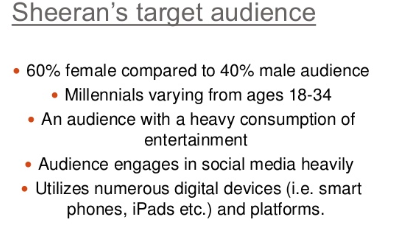 Sheeran's target audience
• 60% female compared to 40% male audience
• Millennials varying from ages 18-34
• An audience with a heavy consumption of
entertainment
• Audience engages in social media heavily
• Utilizes numerous digital devices (i.e. smart
phones, iPads etc.) and platforms.